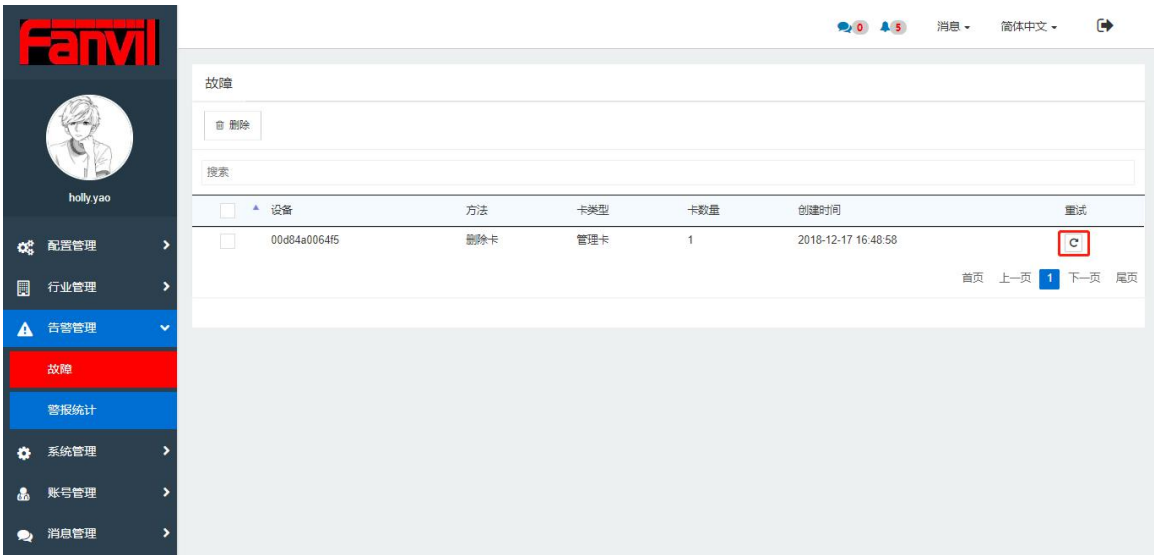 Fanvil
0 5 消息 简体中文
holly.yao
配置管理
行业管理
告警管理
故障
警报统计
系统管理
账号管理
消息管理
故障
删除
搜索
设备 方法 卡类型 卡数量 创建时间 重试
00d84a0064f5 删除卡 管理卡 1 2018-12-17 16:48:58
首页 上一页 1 下一页 尾页